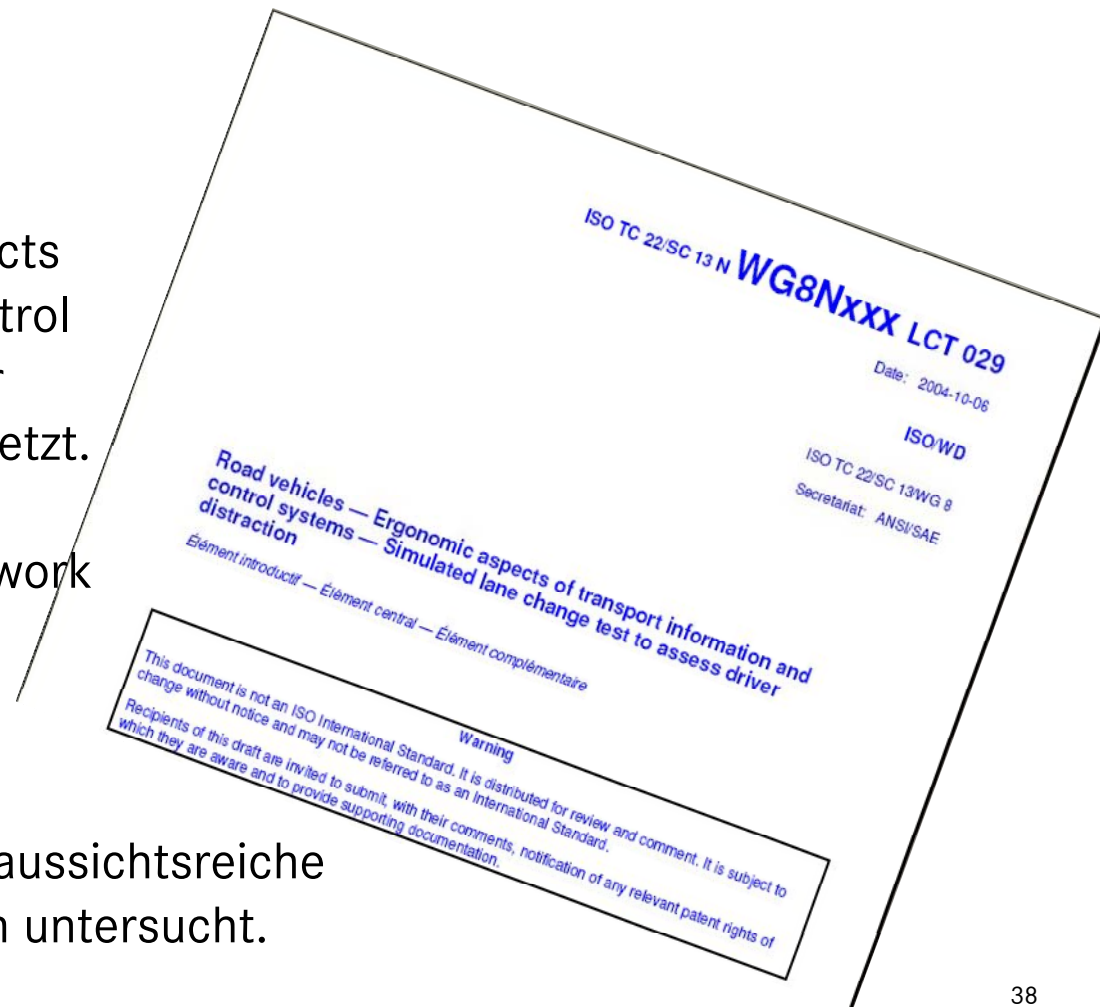 cts
trol
etzt.
work
aussichtsreiche
n untersucht.
ISO TC 22/SC 13 N WG8Nxxx LCT 029
Date: 2004-10-06
ISO/WD
ISO TC 22/SC 13/WG 8
Secretariat: ANSI/SAE
Road vehicles — Ergonomic aspects of transport information and
control systems — Simulated lane change test to assess driver
distraction
Élément introductif — Élément central — Élément complémentaire
Warning
This document is not an ISO International Standard. It is distributed for review and comment. It is subject to
change without notice and may not be referred to as an International Standard.
Recipients of this draft are invited to submit, with their comments, notification of any relevant patent rights of
which they are aware and to provide supporting documentation.
38